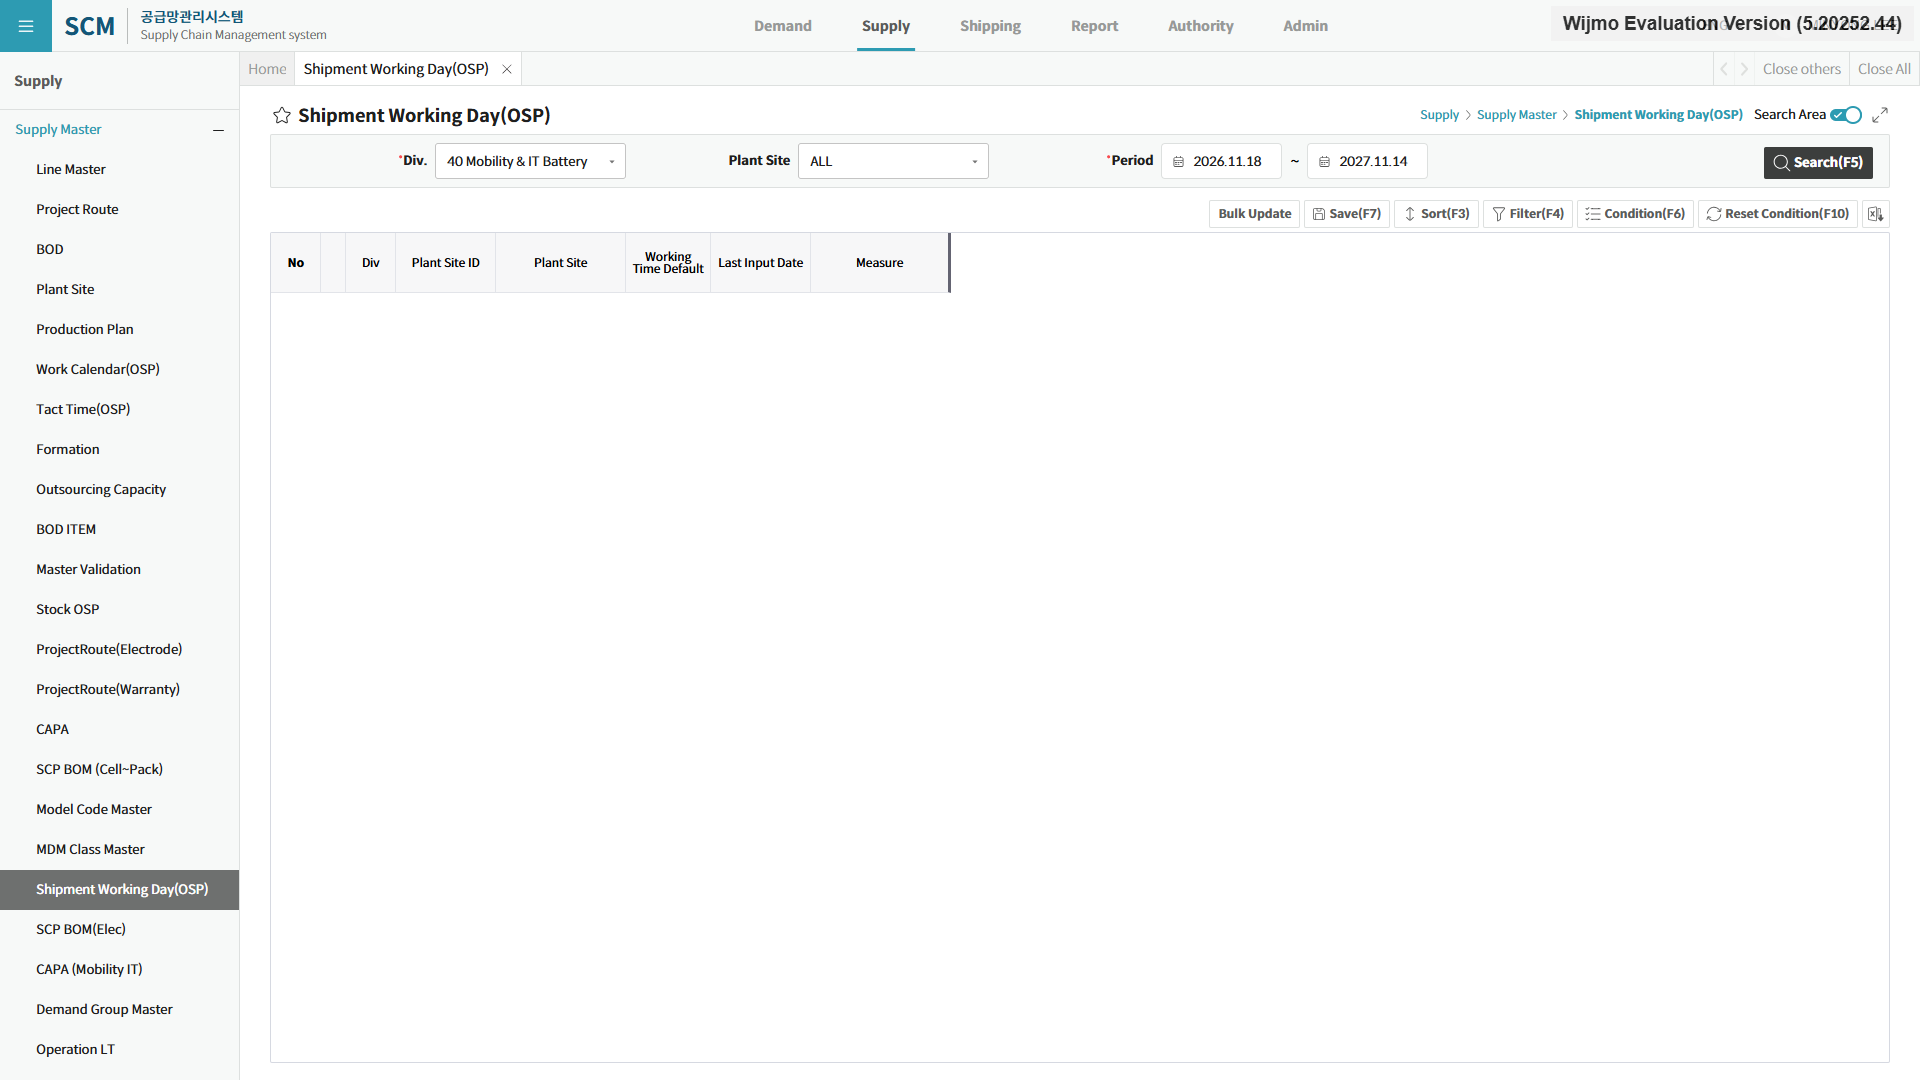 SCM
공급망관리시스템
Supply Chain Management system
Demand
Supply
Shipping
Report
Authority
Admin
Wijmo Evaluation Version (5.20252.44)
Supply
Home
Shipment Working Day(OSP)
Close others
Close All
Supply Master
Line Master
Project Route
BOD
Plant Site
Production Plan
Work Calendar(OSP)
Tact Time(OSP)
Formation
Outsourcing Capacity
BOD ITEM
Master Validation
Stock OSP
ProjectRoute(Electrode)
ProjectRoute(Warranty)
CAPA
SCP BOM (Cell~Pack)
Model Code Master
MDM Class Master
Shipment Working Day(OSP)
SCP BOM(Elec)
CAPA (Mobility IT)
Demand Group Master
Operation LT
Shipment Working Day(OSP)
Supply > Supply Master > Shipment Working Day(OSP)
Search Area
*Div.
40 Mobility & IT Battery
Plant Site
ALL
*Period
2026.11.18
~
2027.11.14
Search(F5)
Bulk Update
Save(F7)
Sort(F3)
Filter(F4)
Condition(F6)
Reset Condition(F10)
No
Div
Plant Site ID
Plant Site
Working
Time Default
Last Input Date
Measure